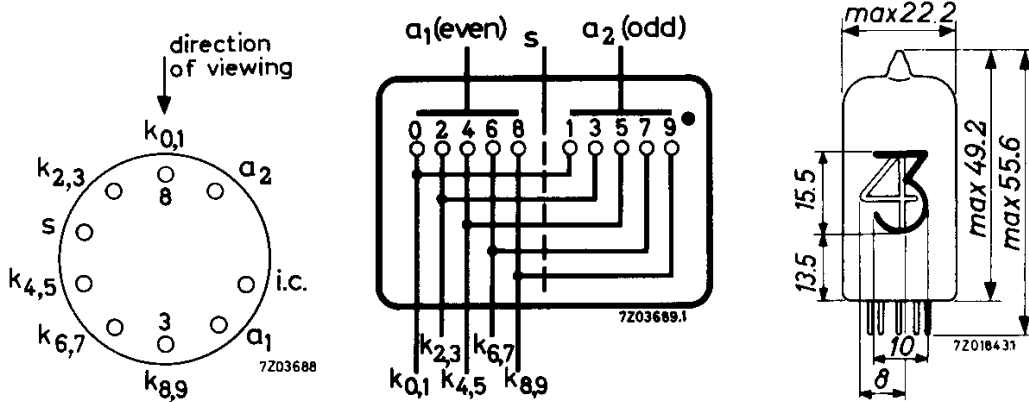 direction
of viewing
k0,1
k2,3
a2
8
s
k4,5
i.c.
k6,7
3
a1
k8,9
7Z03688
a1(even) s a2(odd)
0 2 4 6 8 1 3 5 7 9
7Z03689.1
k2,3 k6,7
k0,1 k4,5 k8,9
max 22.2
15.5
13.5
43
max 49.2
max 55.6
10
8
7Z01843.1